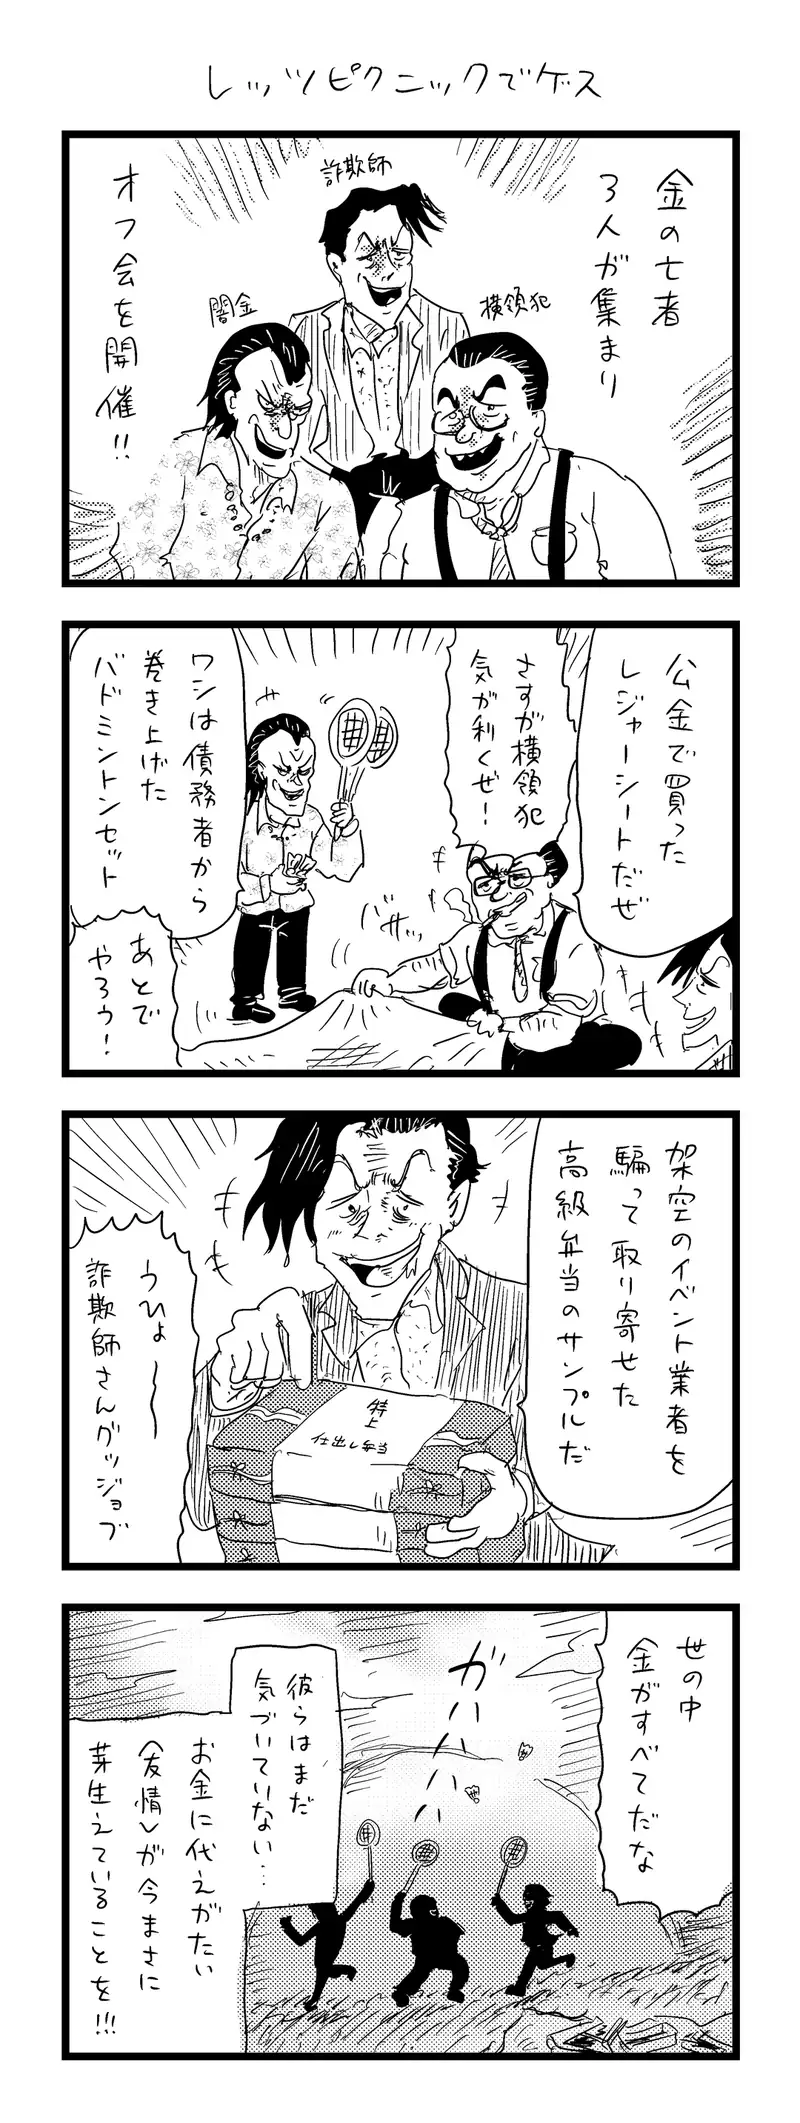 レッツピクニックでゲス
金の亡者
3人が集まり
オフ会を開催!!
詐欺師
横領犯
闇金
公金で買った
レジャーシートだぜ
さすが横領犯
気が利くぜ!
バサッ
ワシは債務者から
巻き上げた
バドミントンセット
あとで
やろう!
架空のイベント業者を
騙って取り寄せた
高級弁当のサンプルだ
特上
仕出し弁当
うひょ〜〜
詐欺師さんグッジョブ
世の中
金がすべてだな
ガハハハハハ
彼らはまだ
気づいていない…
お金に代えがたい
〈友情〉が今まさに
芽生えていることを!!!